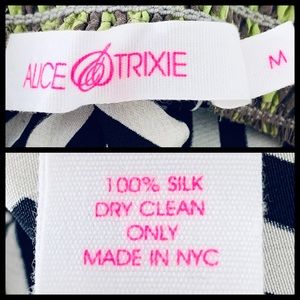 ALICE & TRIXIE
M
100% SILK
DRY CLEAN
ONLY
MADE IN NYC